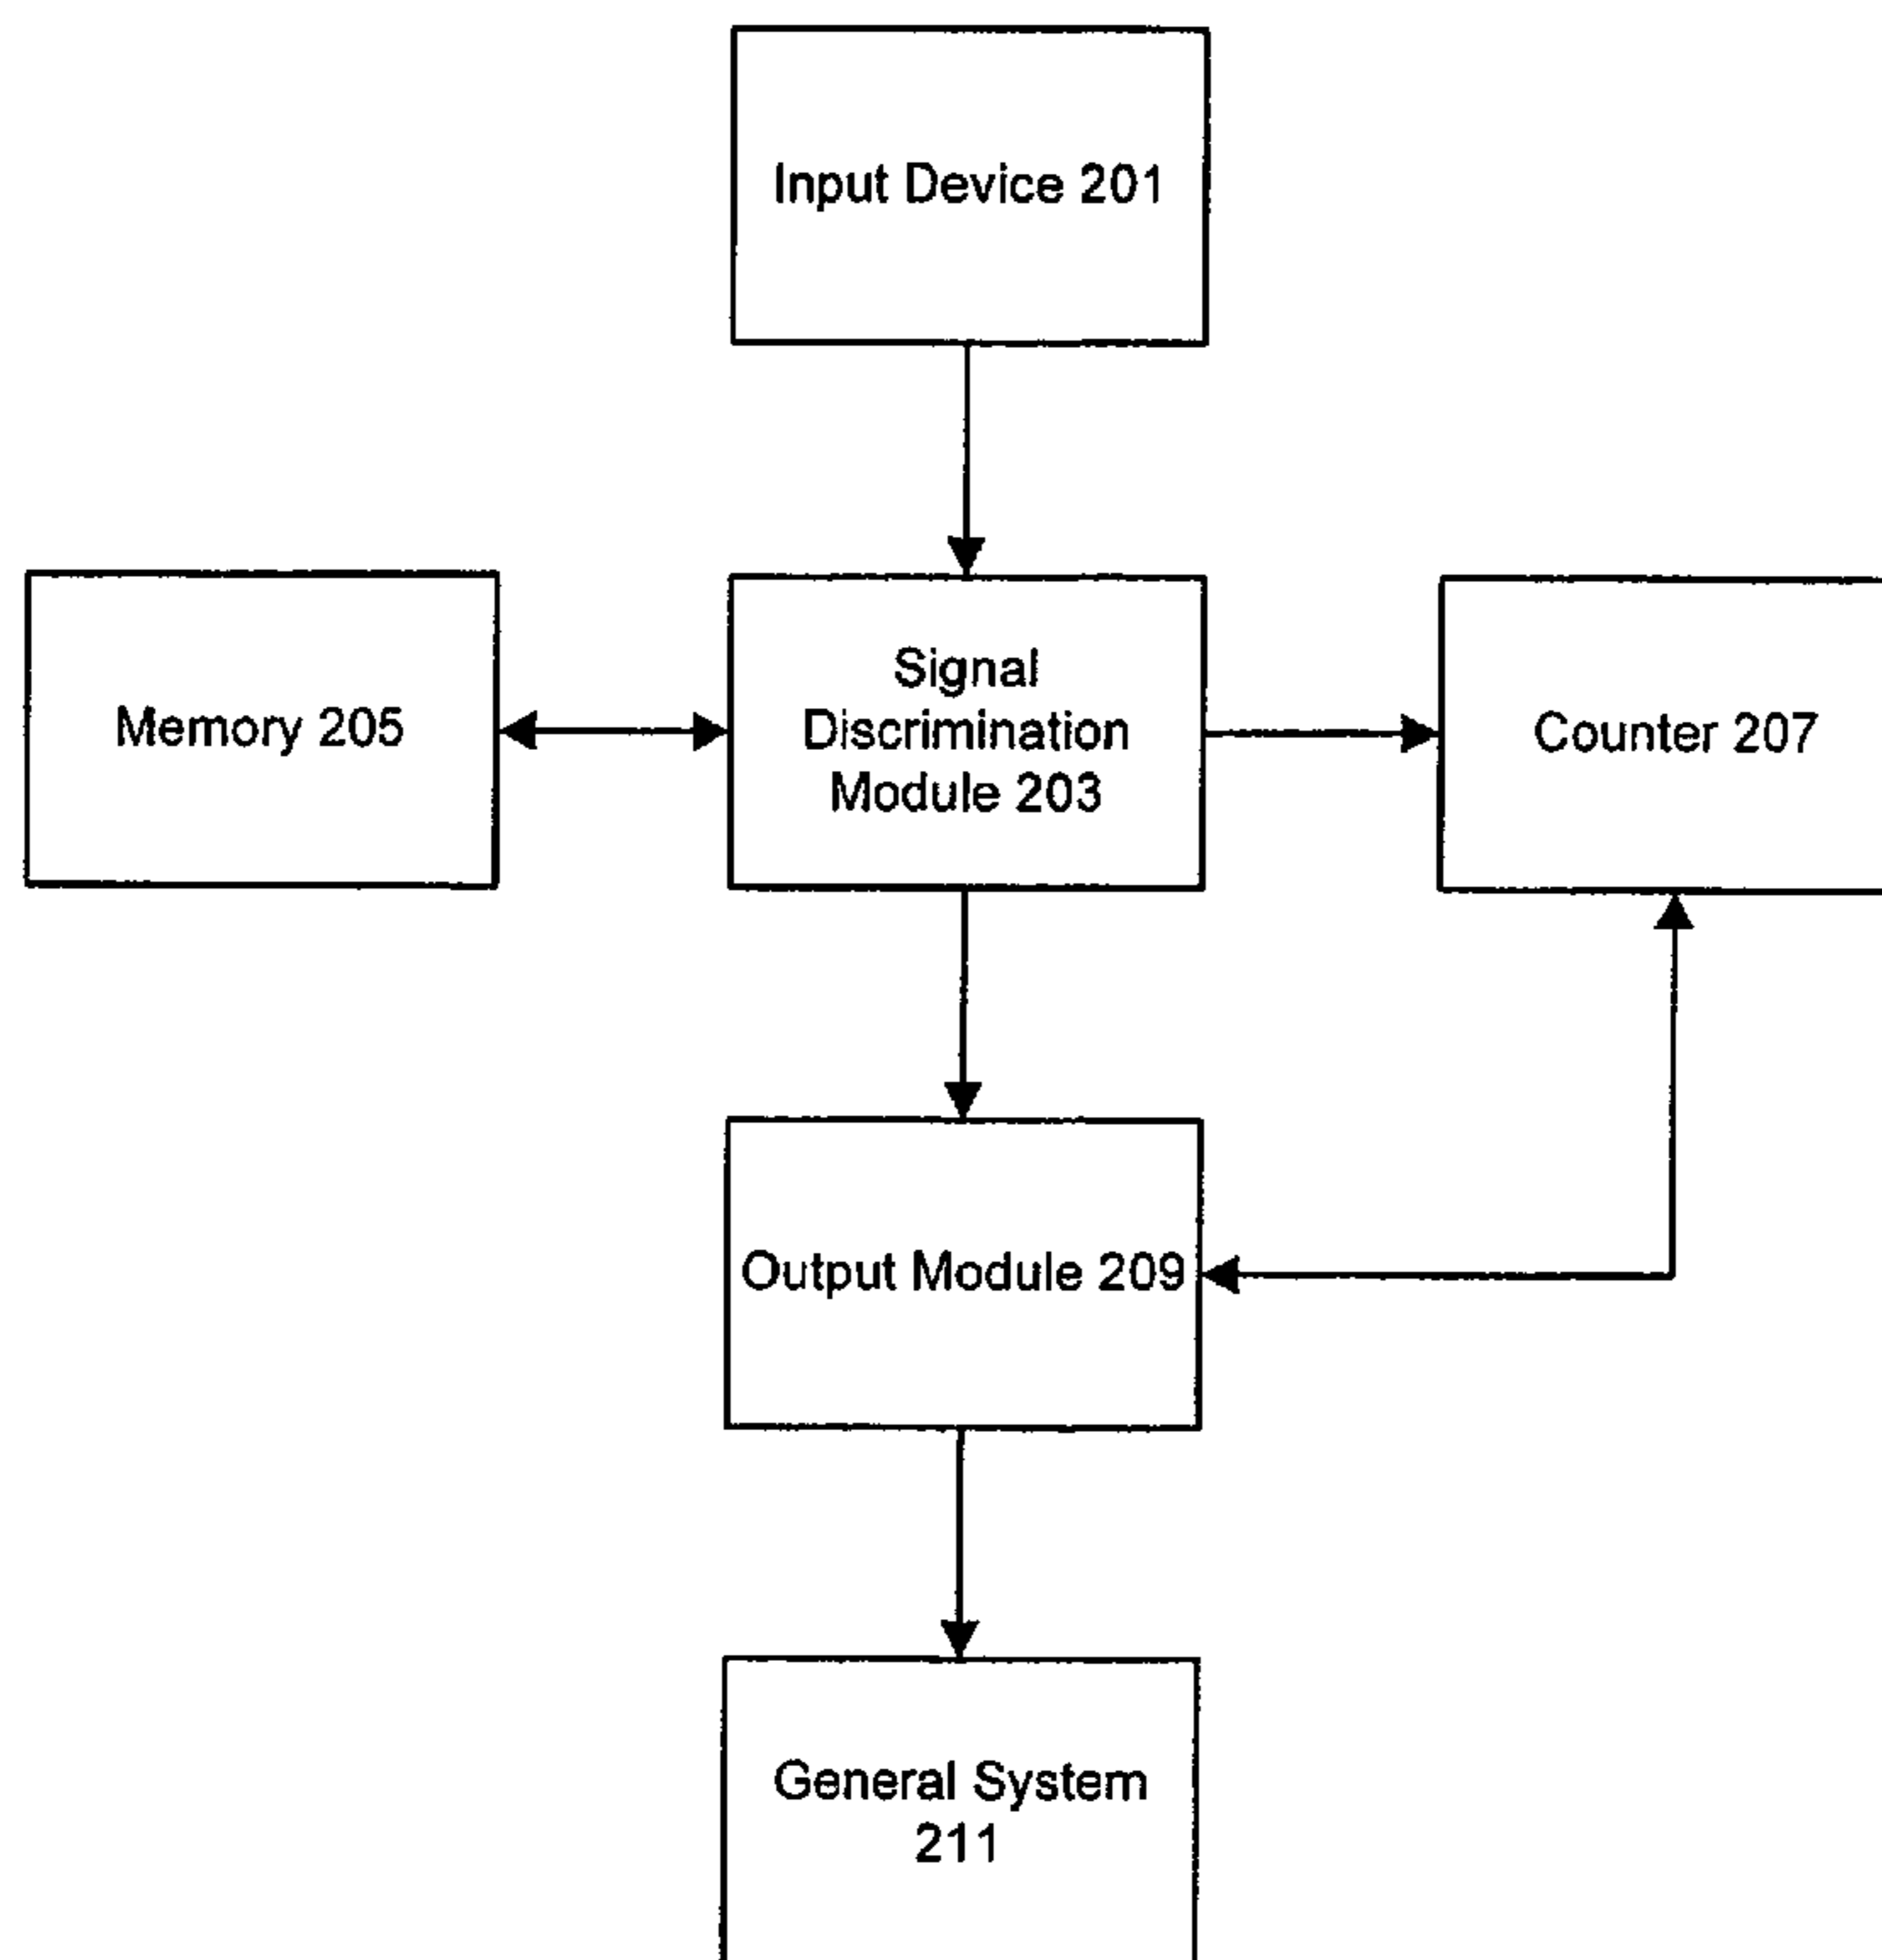 Input Device 201
Memory 205
Signal
Discrimination
Module 203
Counter 207
Output Module 209
General System
211